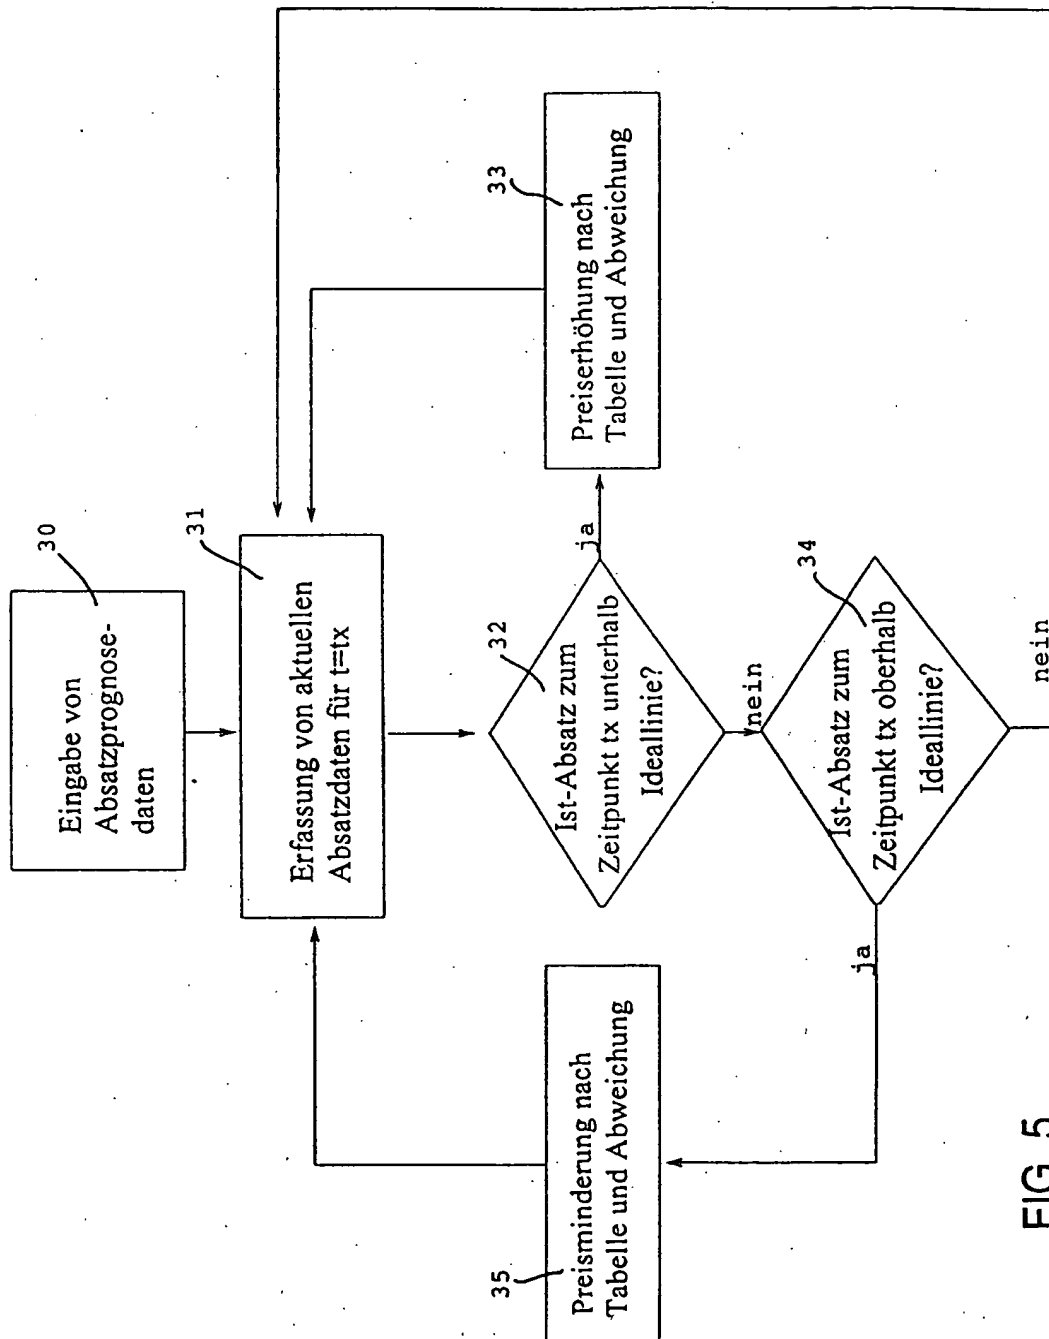 30
Eingabe von
Absatzprognose-
daten
31
Erfassung von aktuellen
Absatzdaten für t=tx
32
Ist-Absatz zum
Zeitpunkt tx unterhalb
Ideallinie?
ja
33
Preiserhöhung nach
Tabelle und Abweichung
nein
34
Ist-Absatz zum
Zeitpunkt tx oberhalb
Ideallinie?
ja
nein
35
Preisminderung nach
Tabelle und Abweichung
FIG. 5